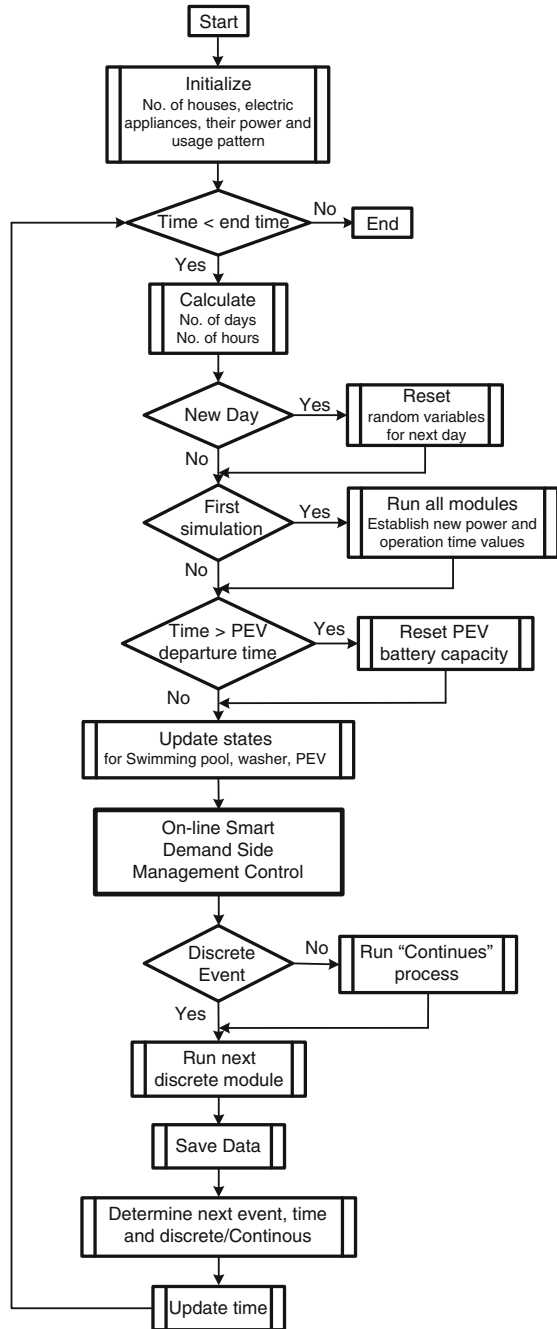 Start
Initialize
No. of houses, electric
appliances, their power and
usage pattern
Time < end time
No
End
Yes
Calculate
No. of days
No. of hours
New Day
Yes
Reset
random variables
for next day
No
First
simulation
Yes
Run all modules
Establish new power and
operation time values
No
Time > PEV
departure time
Yes
Reset PEV
battery capacity
No
Update states
for Swimming pool, washer, PEV
On-line Smart
Demand Side
Management Control
Discrete
Event
No
Run “Continues”
process
Yes
Run next
discrete module
Save Data
Determine next event, time
and discrete/Continous
Update time